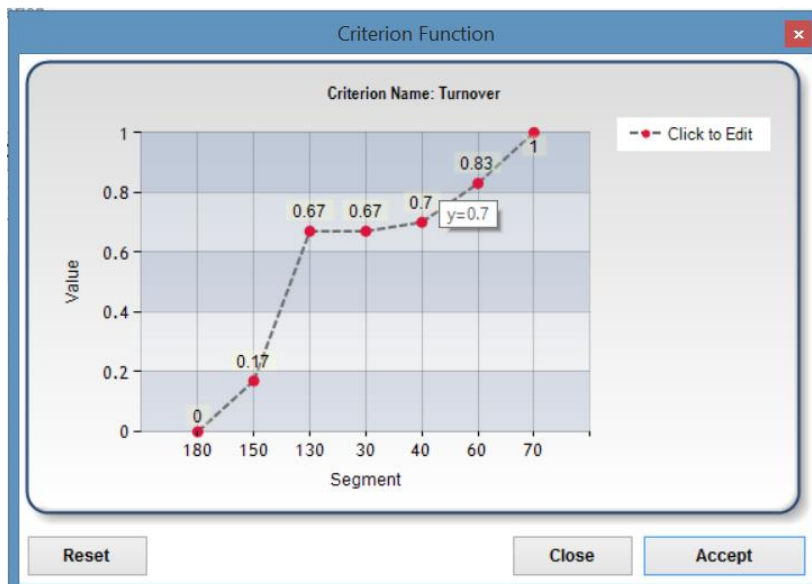 Criterion Function
x
Criterion Name: Turnover
Click to Edit
1
0.8
0.6
0.4
0.2
0
Value
0
0.17
0.67
0.67
0.7
y=0.7
0.83
1
180 150 130 30 40 60 70
Segment
Reset
Close
Accept